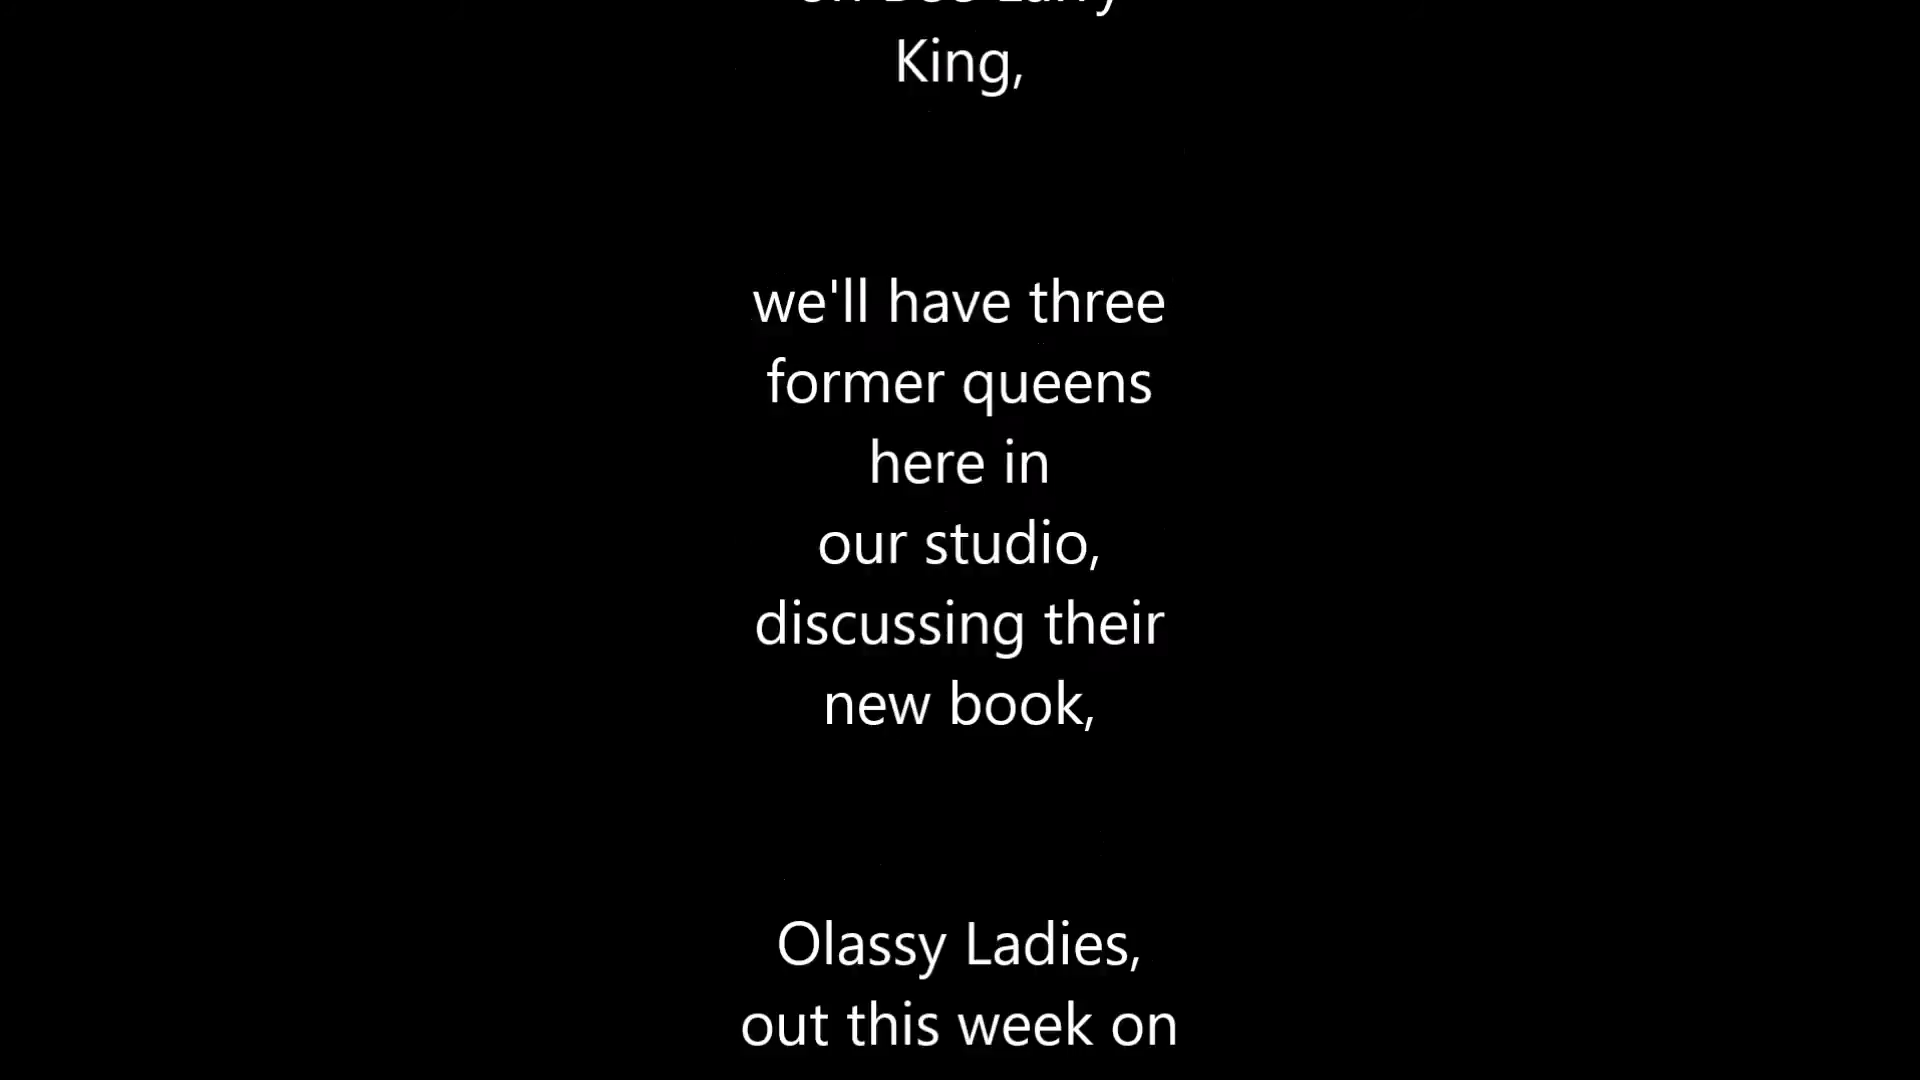 King,
we'll have three
former queens
here in
our studio,
discussing their
new book,
Olassy Ladies,
out this week on